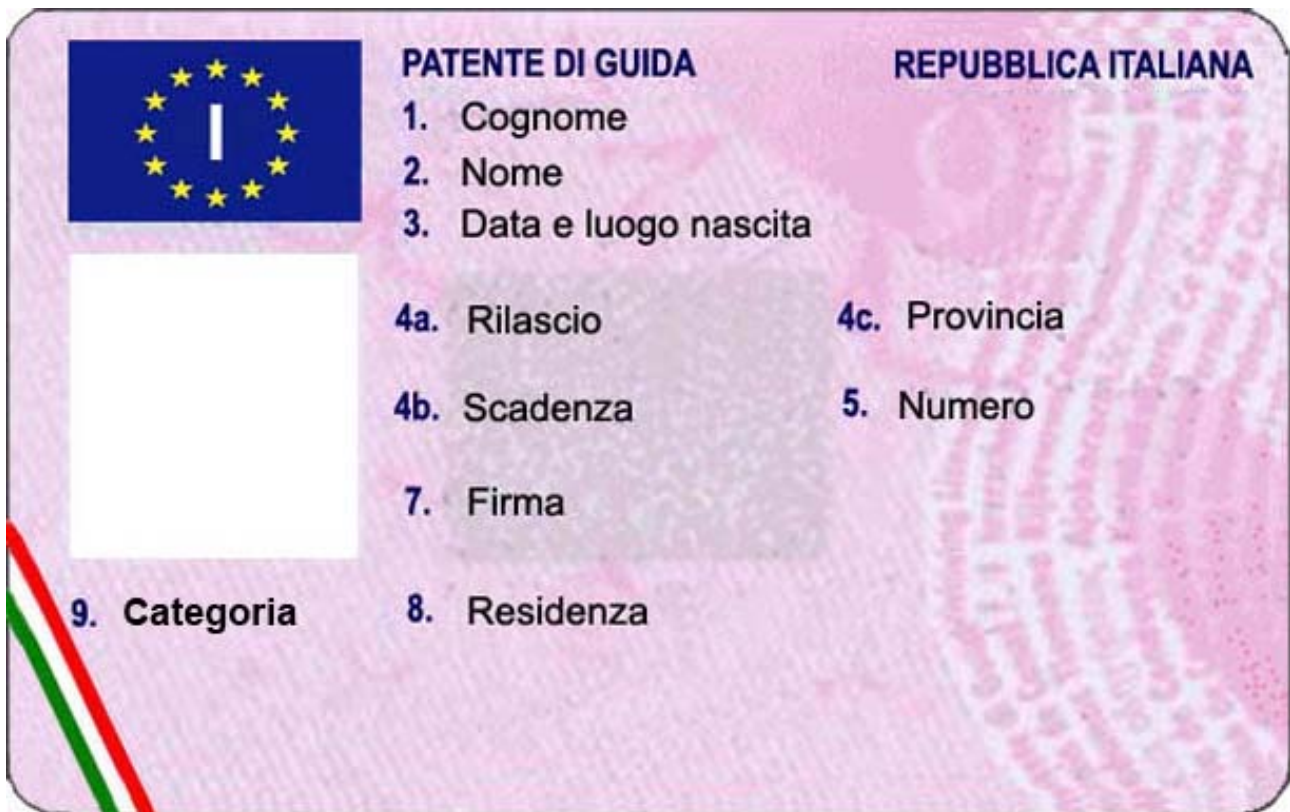 I
PATENTE DI GUIDA REPUBBLICA ITALIANA
1. Cognome
2. Nome
3. Data e luogo nascita
4a. Rilascio 4c. Provincia
4b. Scadenza 5. Numero
7. Firma
9. Categoria 8. Residenza